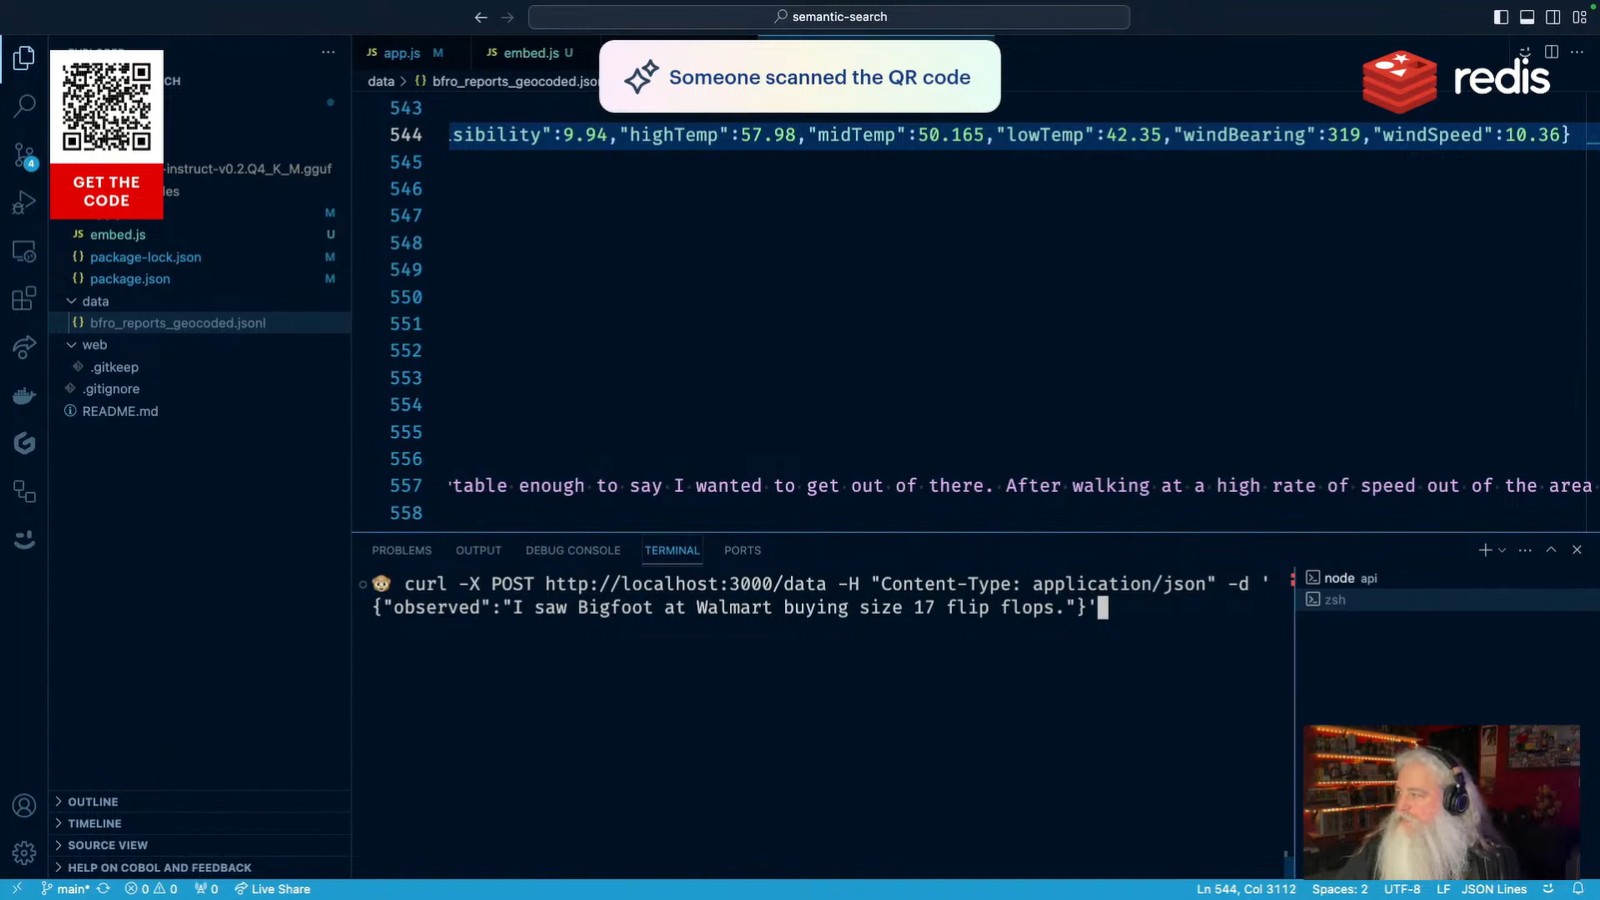 semantic-search
JS app.js M
JS embed.js U
Someone scanned the QR code
redis
CH
data > {} bfro_reports_geocoded.json
543
544 sibility":9.94,"highTemp":57.98,"midTemp":50.165,"lowTemp":42.35,"windBearing":319,"windSpeed":10.36}
545
546
547
548
549
550
551
552
553
554
555
556
557 table enough to say I wanted to get out of there. After walking at a high rate of speed out of the area
558
GET THE
CODE
4
-instruct-v0.2.Q4_K_M.gguf
les
M
JS embed.js U
{} package-lock.json M
{} package.json M
data
{} bfro_reports_geocoded.jsonl
web
.gitkeep
.gitignore
README.md
PROBLEMS OUTPUT DEBUG CONSOLE TERMINAL PORTS
curl -X POST http://localhost:3000/data -H "Content-Type: application/json" -d '
{"observed":"I saw Bigfoot at Walmart buying size 17 flip flops."}'
node api
zsh
OUTLINE
TIMELINE
SOURCE VIEW
HELP ON COBOL AND FEEDBACK
main* 0 0 0 Live Share
Ln 544, Col 3112 Spaces: 2 UTF-8 LF JSON Lines